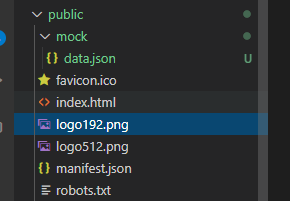 public
mock
data.json U
favicon.ico
index.html
logo192.png
logo512.png
manifest.json
robots.txt